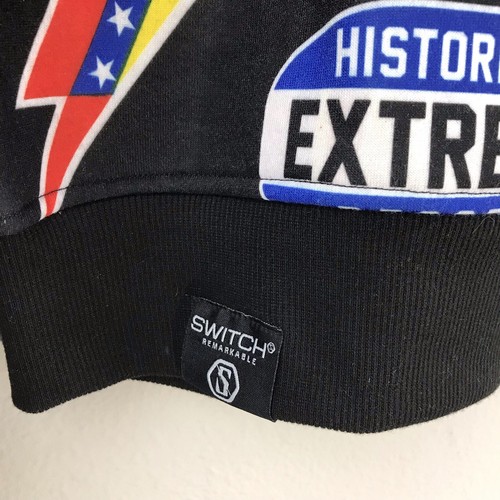 HISTOR
EXTRE
SWITCH®
REMARKABLE
S